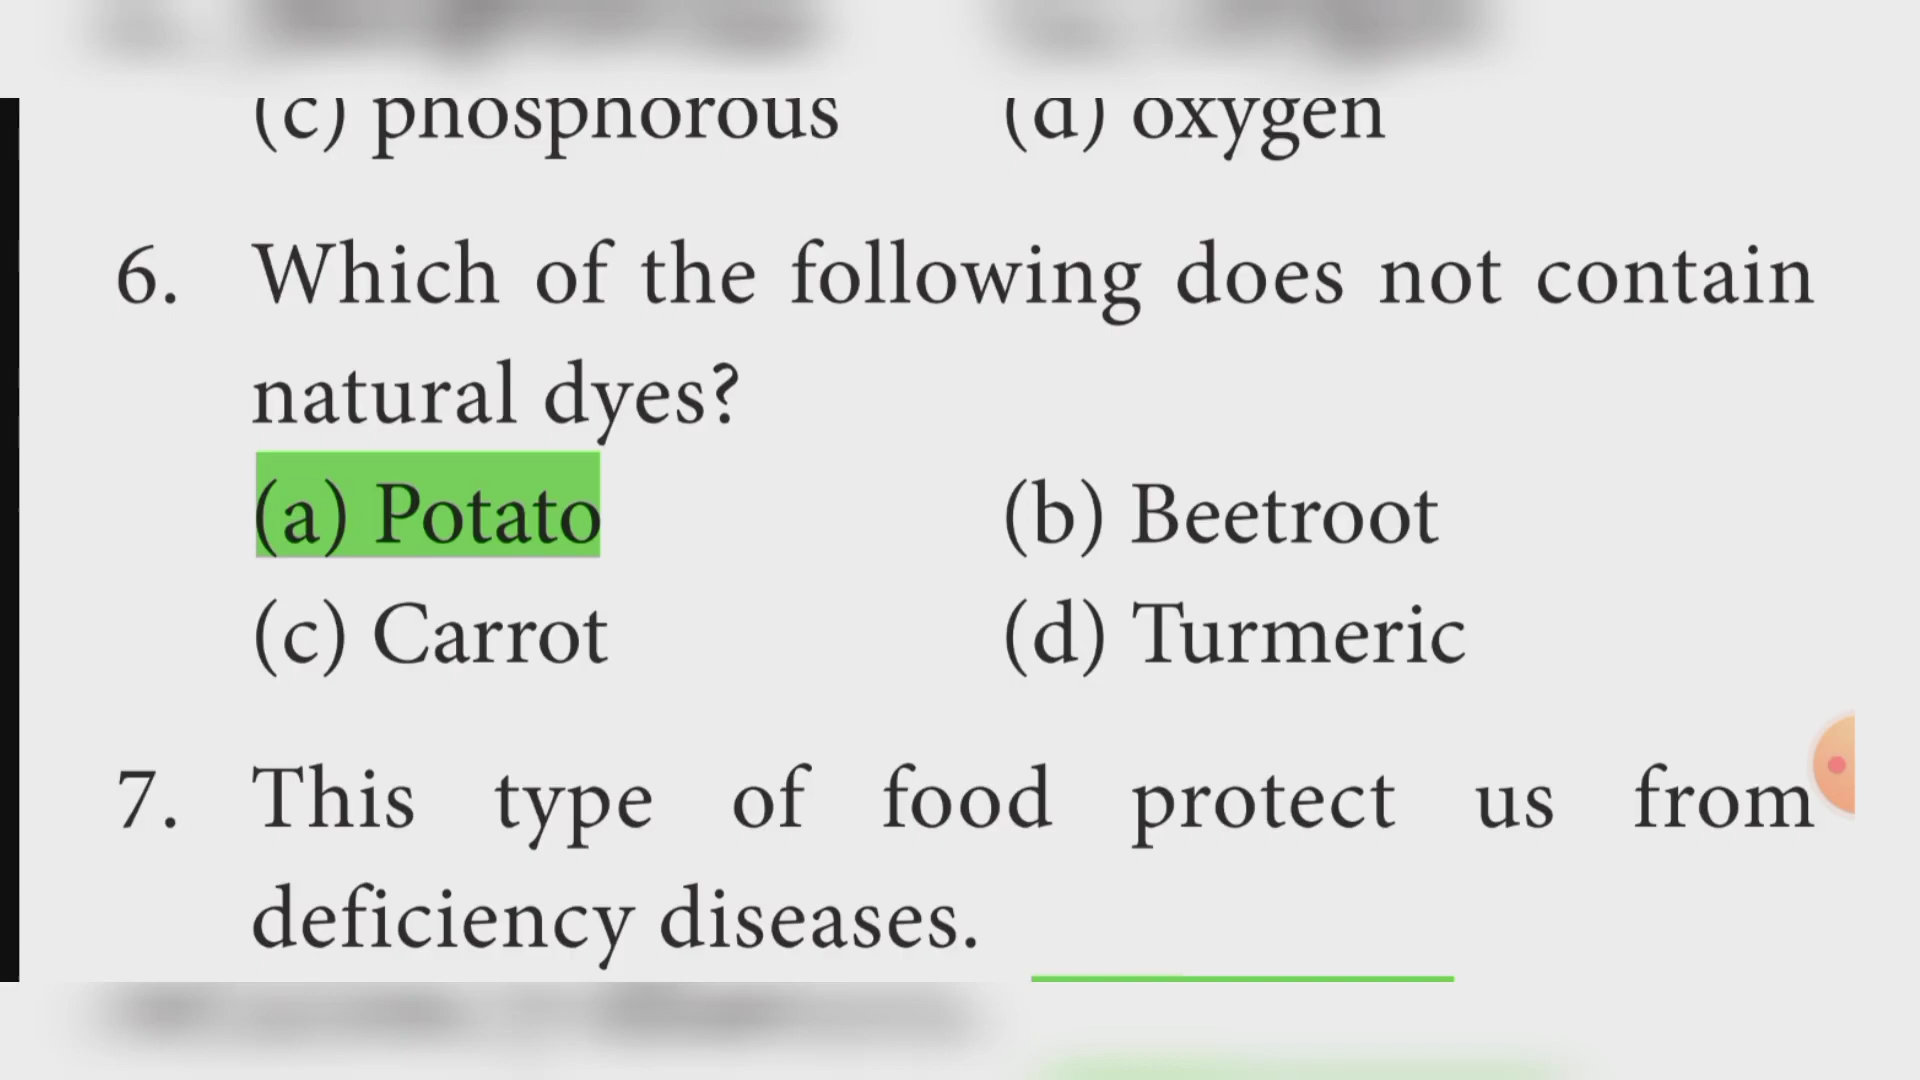 (c) phosphorous (d) oxygen
6. Which of the following does not contain
natural dyes?
(a) Potato (b) Beetroot
(c) Carrot (d) Turmeric
7. This type of food protect us from
deficiency diseases.